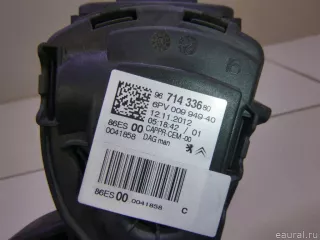 96 714 336 80
6PV 009 949-40
12.11.2012
05:18:42 / 01
86ES 00 CAPPR-CEM-00
0041858 DAG man
86ES 00 0041858 C
eaural.ru